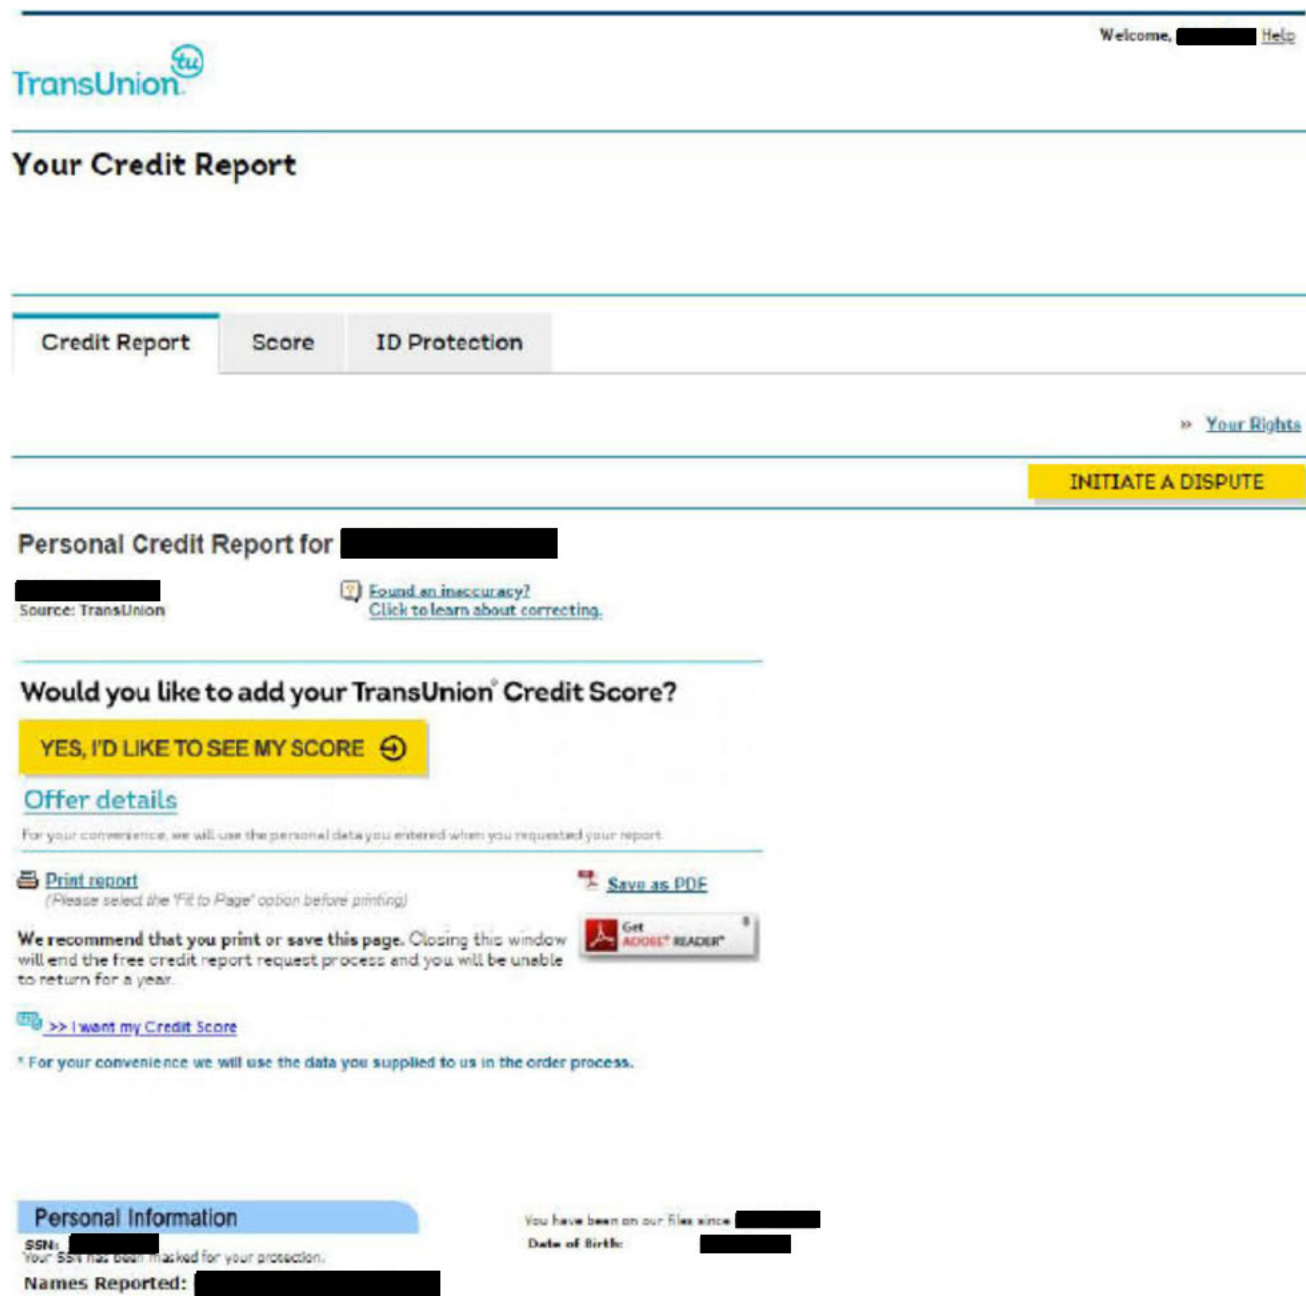 Welcome, Help
TransUnion
tu
Your Credit Report
Credit Report Score ID Protection
» Your Rights
INITIATE A DISPUTE
Personal Credit Report for
Source: TransUnion
Found an inaccuracy?
Click to learn about correcting.
Would you like to add your TransUnion® Credit Score?
YES, I'D LIKE TO SEE MY SCORE
Offer details
For your convenience, we will use the personal data you entered when you requested your report
Print report
(Please select the 'Fit to Page' option before printing)
Save as PDF
We recommend that you print or save this page. Closing this window
will end the free credit report request process and you will be unable
to return for a year.
Get
ADOBE® READER®
>> I want my Credit Score
* For your convenience we will use the data you supplied to us in the order process.
Personal Information
You have been on our files since
SSN:
Date of Birth:
Your SSN has been masked for your protection.
Names Reported: